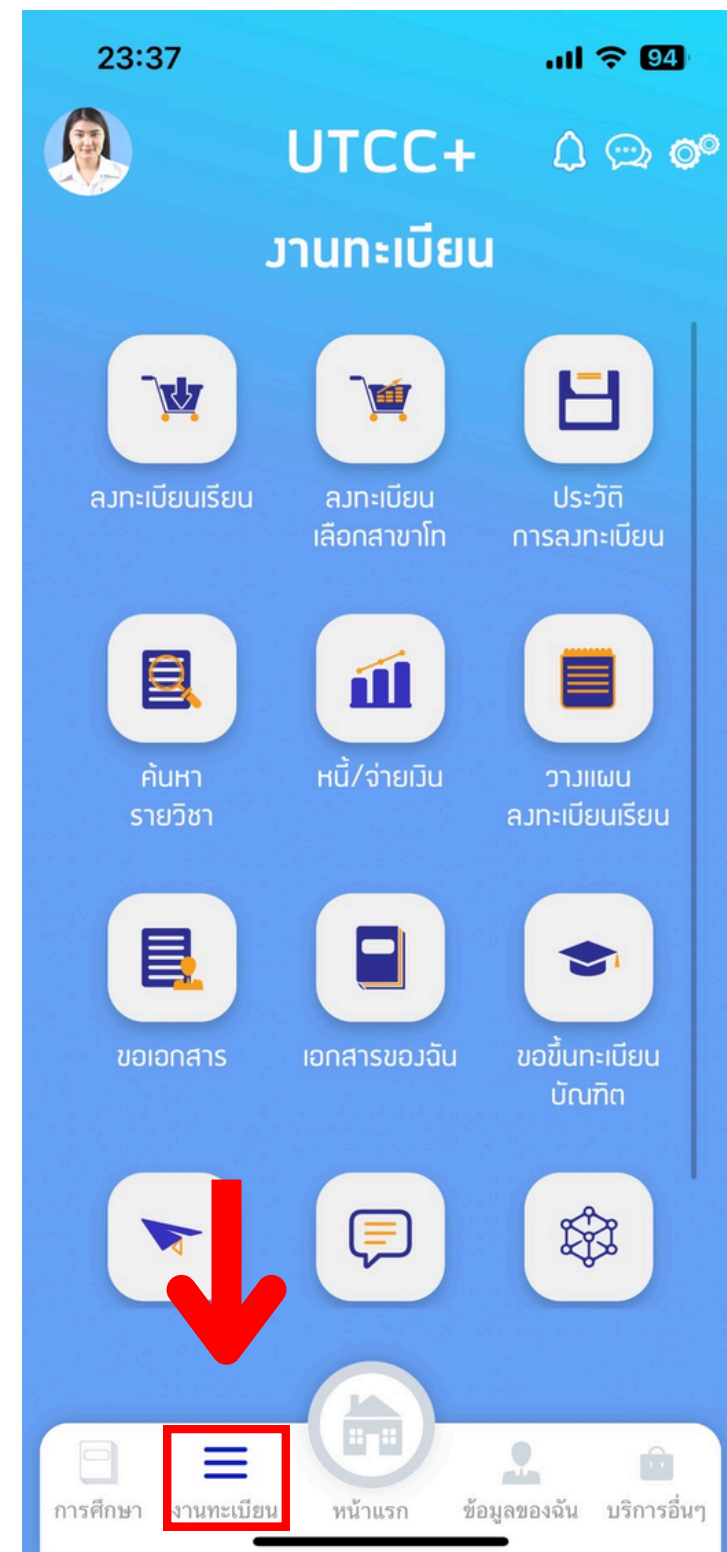 23:37
94
UTCC+
งานทะเบียน
ลงทะเบียนเรียน
ลงทะเบียน
เลือกสาขาโท
ประวัติ
การลงทะเบียน
ค้นหา
รายวิชา
หนี้/จ่ายเงิน
วางแผน
ลงทะเบียนเรียน
ขอเอกสาร
เอกสารของฉัน
ขอขึ้นทะเบียน
บัณฑิต
การศึกษา
งานทะเบียน
หน้าแรก
ข้อมูลของฉัน
บริการอื่นๆ